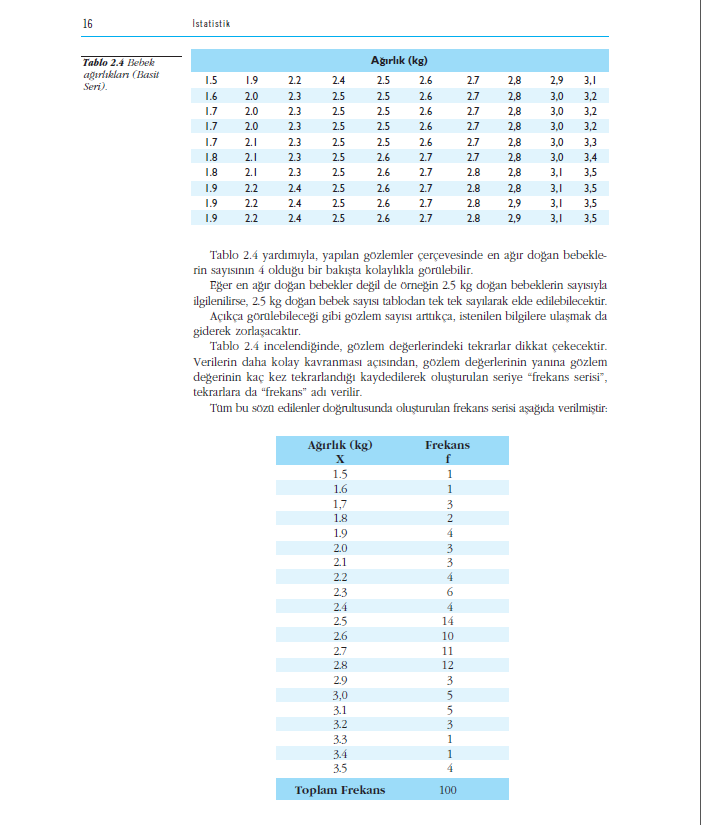 16
İstatistik
Tablo 2.4 Bebek
ağırlıkları (Basit
Seri).
Ağırlık (kg)
1.5 1.9 2.2 2.4 2.5 2.6 2.7 2,8 2,9 3,1
1.6 2.0 2.3 2.5 2.5 2.6 2.7 2,8 3,0 3,2
1.7 2.0 2.3 2.5 2.5 2.6 2.7 2,8 3,0 3,2
1.7 2.0 2.3 2.5 2.5 2.6 2.7 2,8 3,0 3,2
1.7 2.1 2.3 2.5 2.5 2.6 2.7 2,8 3,0 3,3
1.8 2.1 2.3 2.5 2.6 2.7 2.7 2,8 3,0 3,4
1.8 2.1 2.3 2.5 2.6 2.7 2.8 2,8 3,1 3,5
1.9 2.2 2.4 2.5 2.6 2.7 2.8 2,8 3,1 3,5
1.9 2.2 2.4 2.5 2.6 2.7 2.8 2,9 3,1 3,5
1.9 2.2 2.4 2.5 2.6 2.7 2.8 2,9 3,1 3,5
Tablo 2.4 yardımıyla, yapılan gözlemler çerçevesinde en ağır doğan bebekle-
rin sayısının 4 olduğu bir bakışta kolaylıkla görülebilir.
Eğer en ağır doğan bebekler değil de örneğin 2.5 kg doğan bebeklerin sayısıyla
ilgilenilirse, 2.5 kg doğan bebek sayısı tablodan tek tek sayılarak elde edilebilecektir.
Açıkça görülebileceği gibi gözlem sayısı arttıkça, istenilen bilgilere ulaşmak da
giderek zorlaşacaktır.
Tablo 2.4 incelendiğinde, gözlem değerlerindeki tekrarlar dikkat çekecektir.
Verilerin daha kolay kavranması açısından, gözlem değerlerinin yanına gözlem
değerinin kaç kez tekrarlandığı kaydedilerek oluşturulan seriye “frekans serisi”,
tekrarlara da “frekans” adı verilir.
Tüm bu sözü edilenler doğrultusunda oluşturulan frekans serisi aşağıda verilmiştir:
Ağırlık (kg) Frekans
X f
1.5 1
1.6 1
1,7 3
1.8 2
1.9 4
2.0 3
2.1 3
2.2 4
2.3 6
2.4 4
2.5 14
2.6 10
2.7 11
2.8 12
2.9 3
3,0 5
3.1 5
3.2 3
3.3 1
3.4 1
3.5 4
Toplam Frekans 100